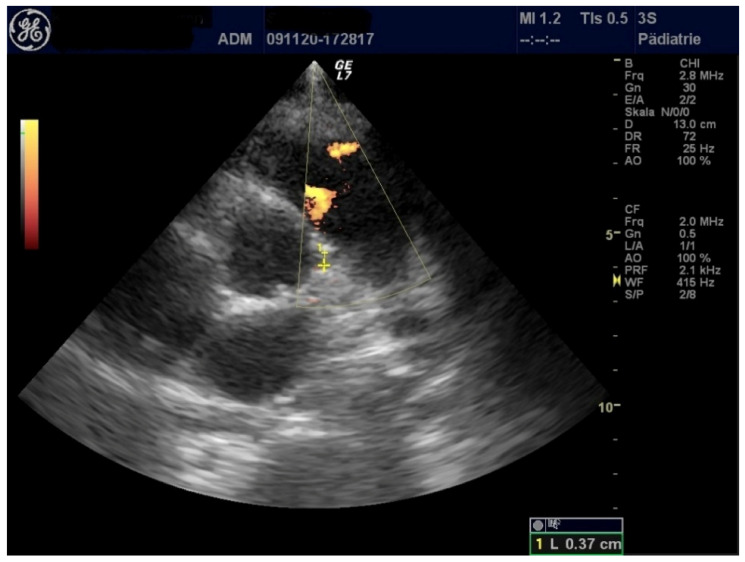 MI 1.2 TIs 0.5 3S
ADM 091120-172817 --:--:-- Pädiatrie
GE
L7
B CHI
Frq 2.8 MHz
Gn 30
E/A 2/2
Skala N/0/0
D 13.0 cm
DR 72
FR 25 Hz
AO 100 %
CF
Frq 2.0 MHz
5 Gn 0.5
L/A 1/1
AO 100 %
PRF 2.1 kHz
WF 415 Hz
S/P 2/8
1
10
1 L 0.37 cm